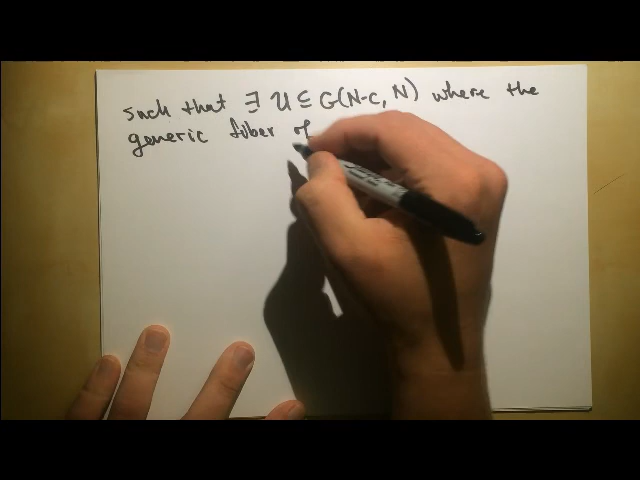 such that ∃ U ⊆ G(N-c, N) where the
generic fiber of